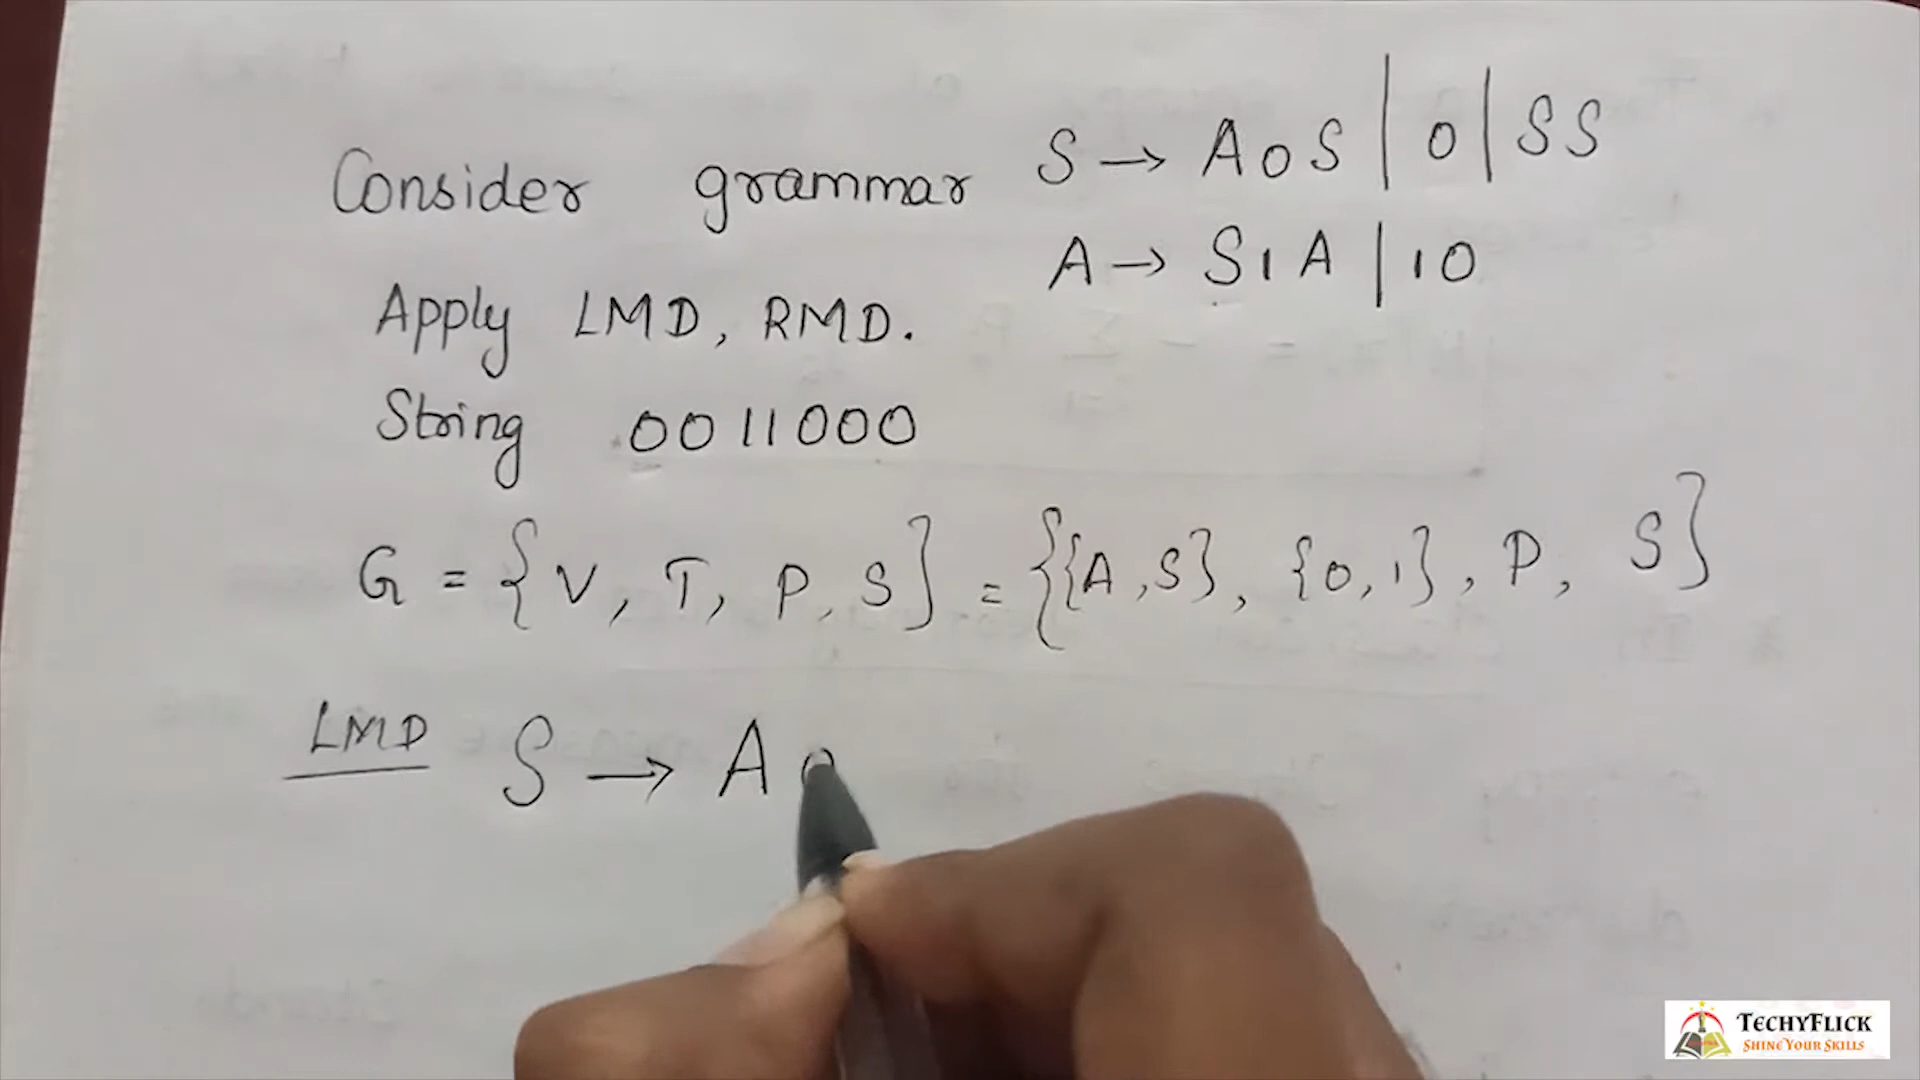 Consider grammar S → A0S | 0 | SS
A → S1A | 10
Apply LMD, RMD.
String 0011000
G = {V, T, P, S} = {{A, S}, {0, 1}, P, S}
LMD S → A 0
TECHYFLICK
SHINE YOUR SKILLS